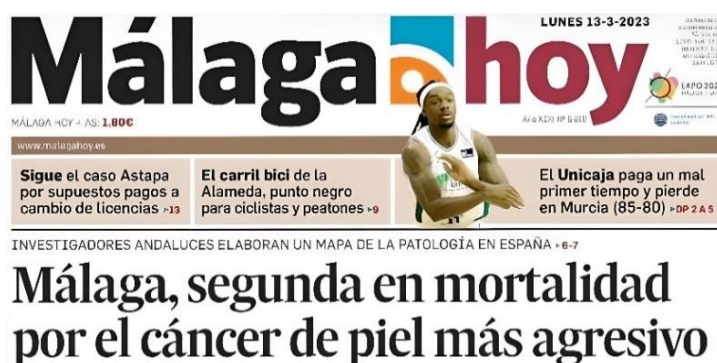 LUNES 13-3-2023
Málaga hoy
MÁLAGA HOY + AS: 1,80€
www.malagahoy.es
Sigue el caso Astapa
por supuestos pagos a
cambio de licencias 13
El carril bici de la
Alameda, punto negro
para ciclistas y peatones 9
El Unicaja paga un mal
primer tiempo y pierde
en Murcia (85-80) DP 2 A 5
INVESTIGADORES ANDALUCES ELABORAN UN MAPA DE LA PATOLOGÍA EN ESPAÑA 6-7
Málaga, segunda en mortalidad
por el cáncer de piel más agresivo